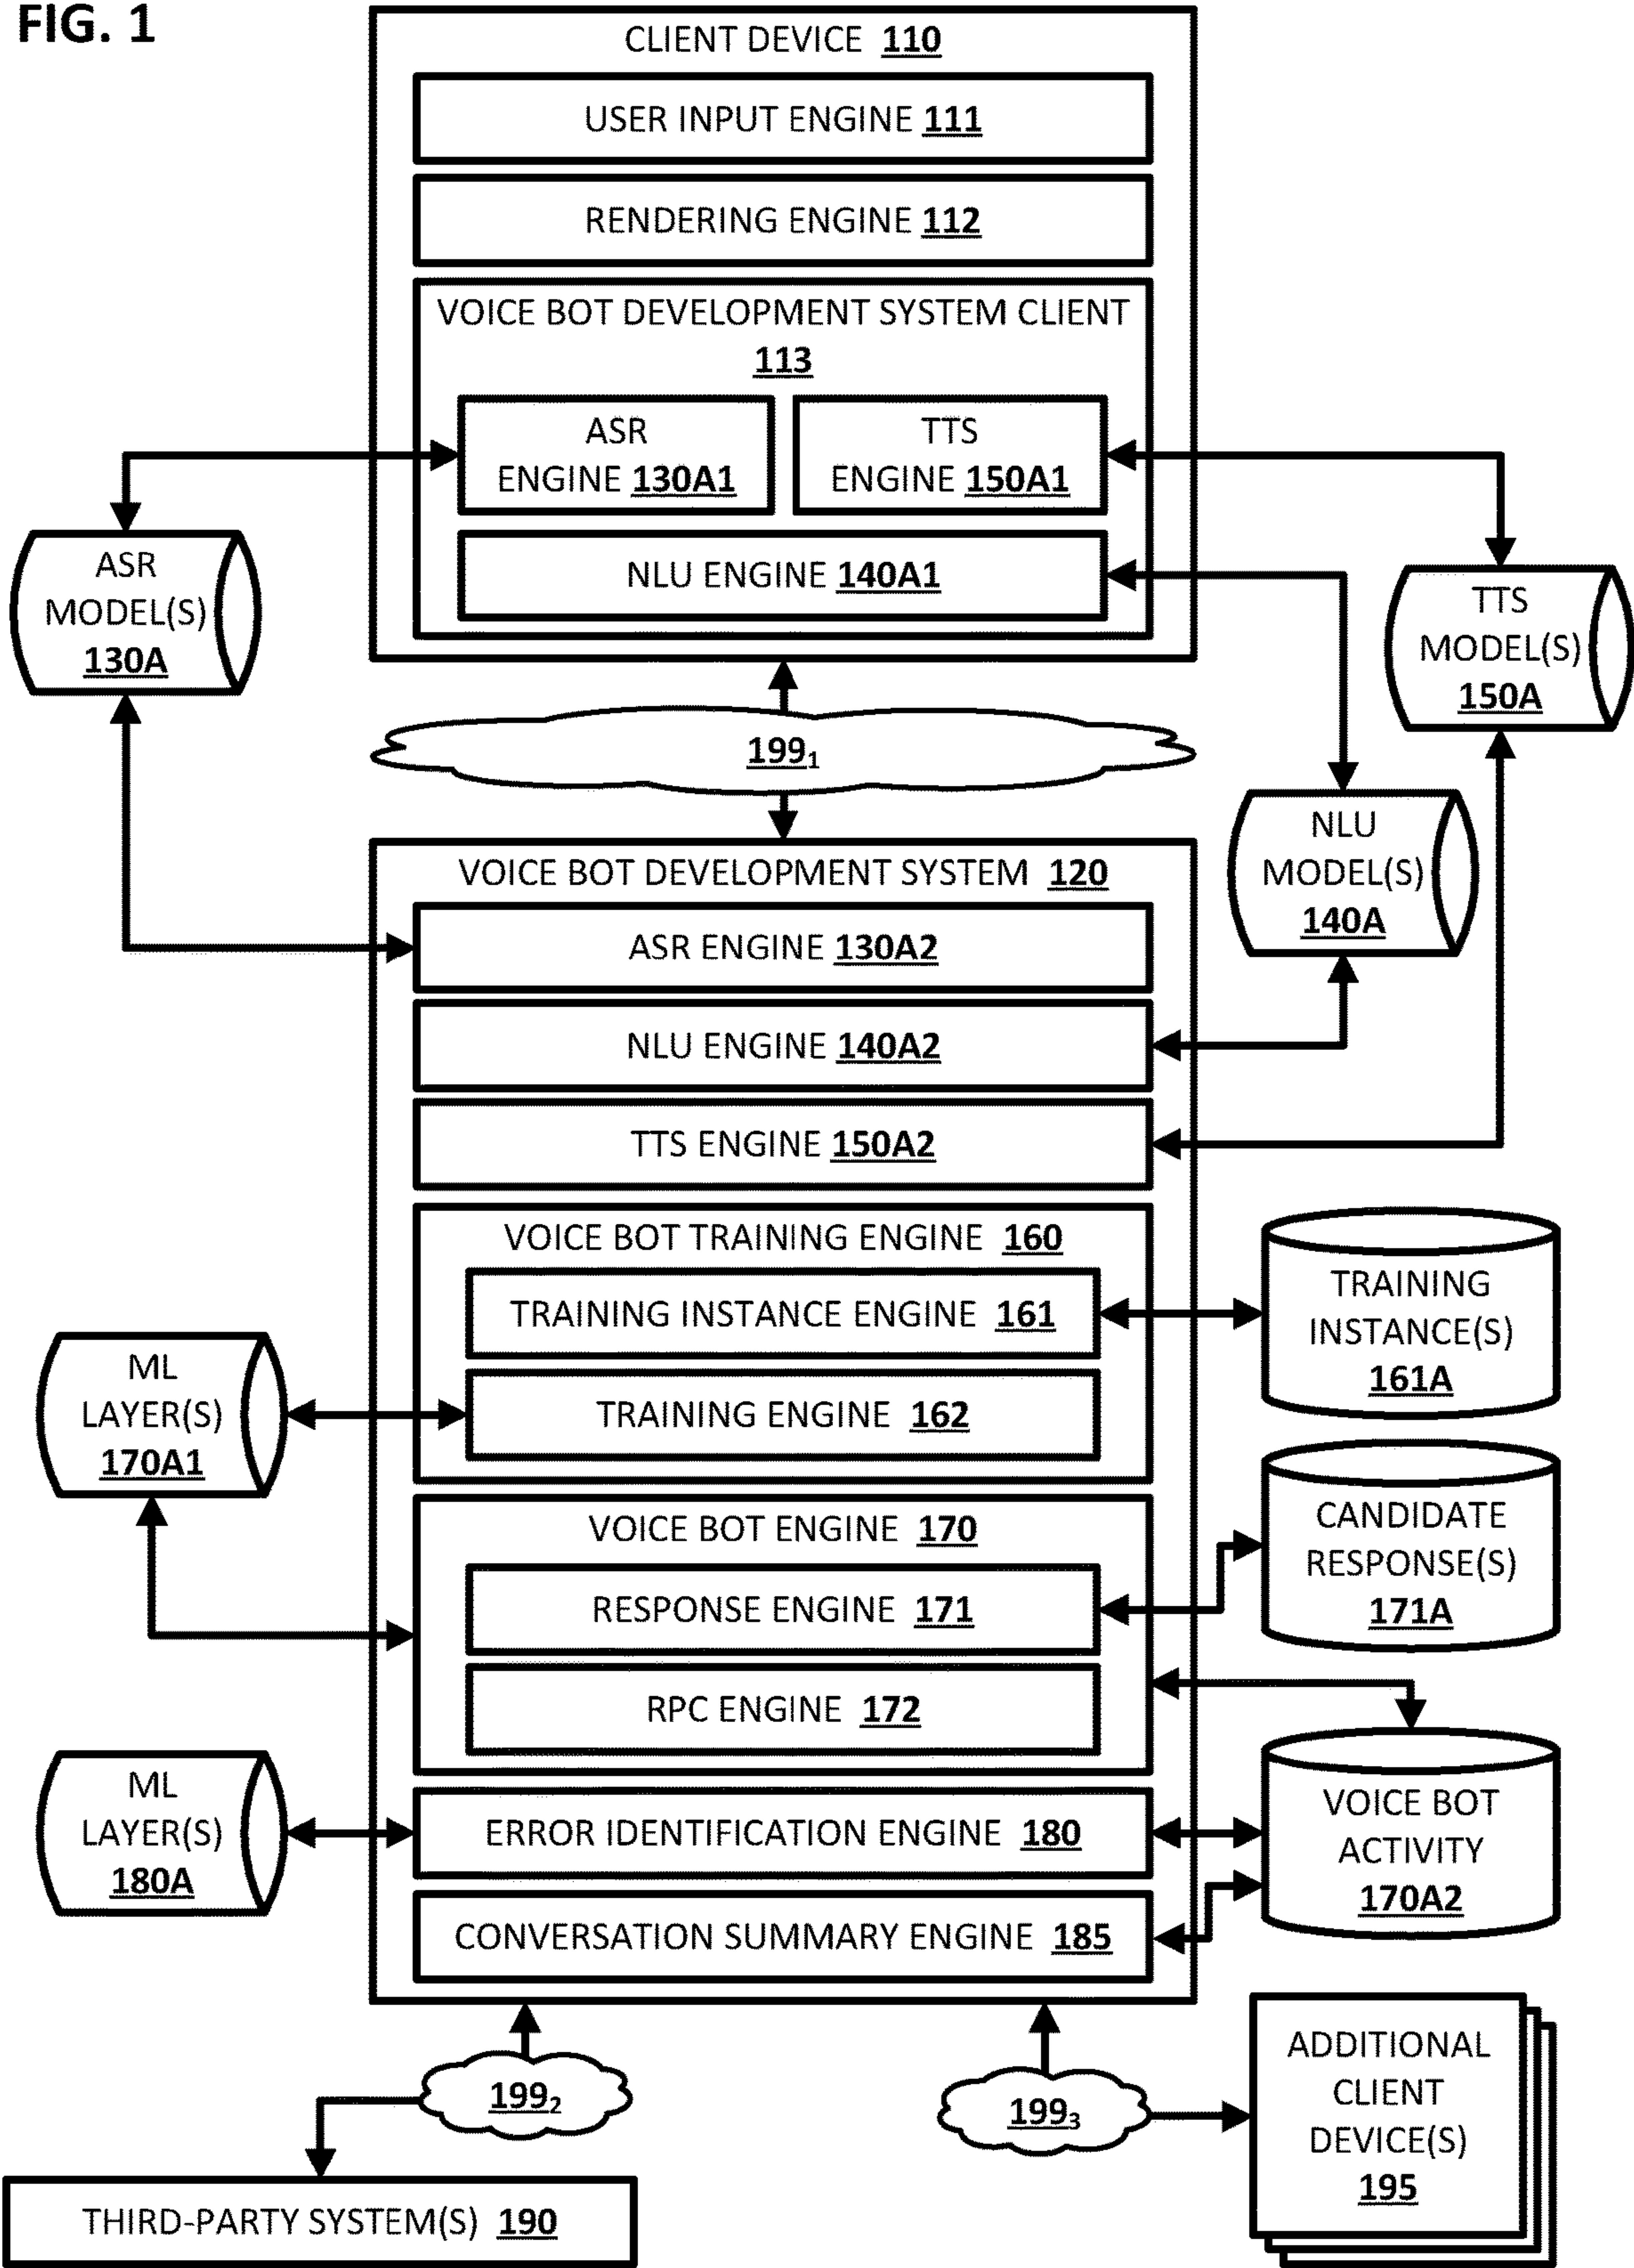 FIG. 1
CLIENT DEVICE 110
USER INPUT ENGINE 111
RENDERING ENGINE 112
VOICE BOT DEVELOPMENT SYSTEM CLIENT
113
ASR
ENGINE 130A1
TTS
ENGINE 150A1
NLU ENGINE 140A1
ASR
MODEL(S)
130A
TTS
MODEL(S)
150A
199₁
NLU
MODEL(S)
140A
VOICE BOT DEVELOPMENT SYSTEM 120
ASR ENGINE 130A2
NLU ENGINE 140A2
TTS ENGINE 150A2
VOICE BOT TRAINING ENGINE 160
TRAINING INSTANCE ENGINE 161
TRAINING ENGINE 162
TRAINING
INSTANCE(S)
161A
ML
LAYER(S)
170A1
VOICE BOT ENGINE 170
RESPONSE ENGINE 171
RPC ENGINE 172
CANDIDATE
RESPONSE(S)
171A
ML
LAYER(S)
180A
ERROR IDENTIFICATION ENGINE 180
CONVERSATION SUMMARY ENGINE 185
VOICE BOT
ACTIVITY
170A2
199₂
199₃
ADDITIONAL
CLIENT
DEVICE(S)
195
THIRD-PARTY SYSTEM(S) 190